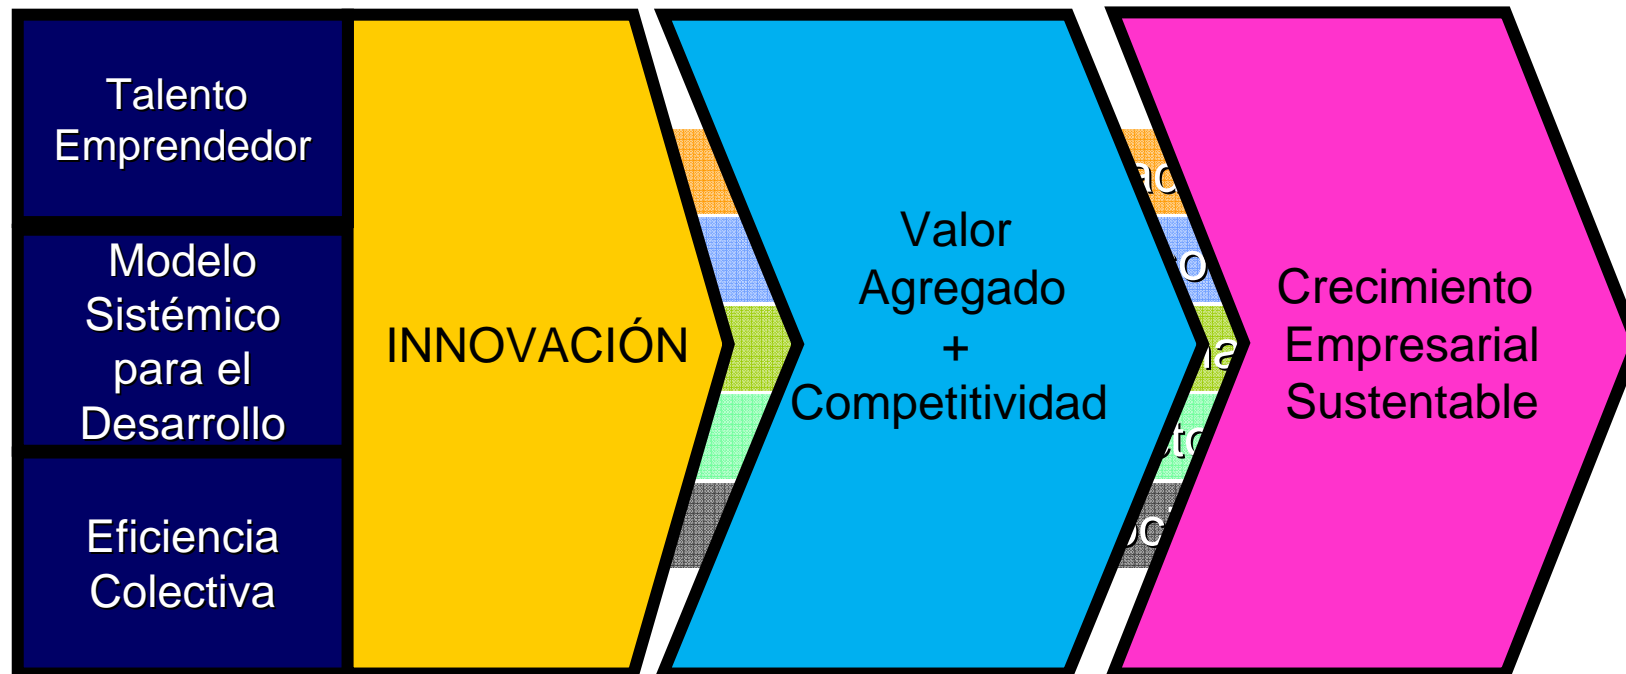 Talento
Emprendedor
Modelo
Sistémico
para el
Desarrollo
Eficiencia
Colectiva
INNOVACIÓN
Valor
Agregado
+
Competitividad
Crecimiento
Empresarial
Sustentable